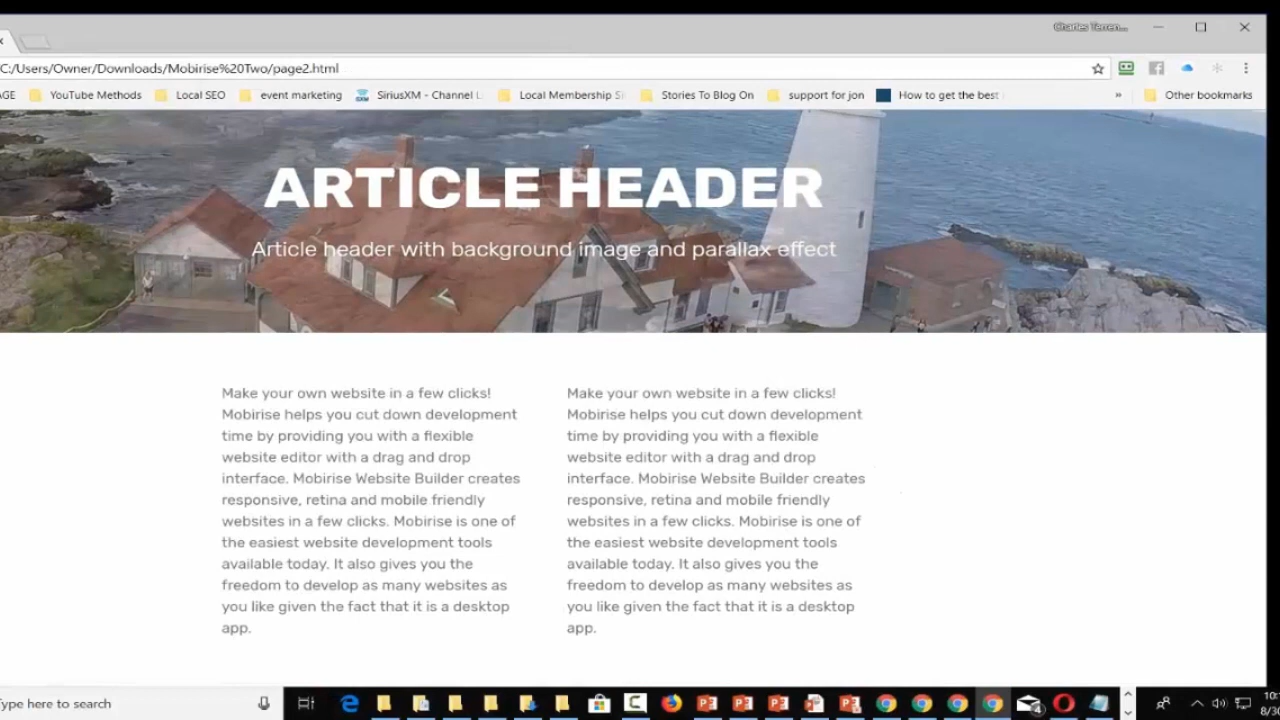 Charles Terren...
C:/Users/Owner/Downloads/Mobirise%20Two/page2.html
AGE YouTube Methods Local SEO event marketing SiriusXM - Channel L Local Membership Si Stories To Blog On support for jon How to get the best » Other bookmarks
ARTICLE HEADER
Article header with background image and parallax effect
Make your own website in a few clicks!
Mobirise helps you cut down development
time by providing you with a flexible
website editor with a drag and drop
interface. Mobirise Website Builder creates
responsive, retina and mobile friendly
websites in a few clicks. Mobirise is one of
the easiest website development tools
available today. It also gives you the
freedom to develop as many websites as
you like given the fact that it is a desktop
app.
Make your own website in a few clicks!
Mobirise helps you cut down development
time by providing you with a flexible
website editor with a drag and drop
interface. Mobirise Website Builder creates
responsive, retina and mobile friendly
websites in a few clicks. Mobirise is one of
the easiest website development tools
available today. It also gives you the
freedom to develop as many websites as
you like given the fact that it is a desktop
app.
Type here to search
4
10:
8/30